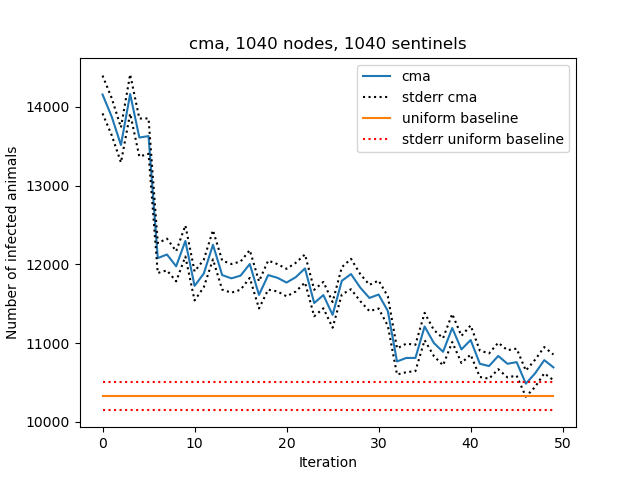 cma, 1040 nodes, 1040 sentinels
cma
stderr cma
uniform baseline
stderr uniform baseline
Number of infected animals
14000
13000
12000
11000
10000
0 10 20 30 40 50
Iteration